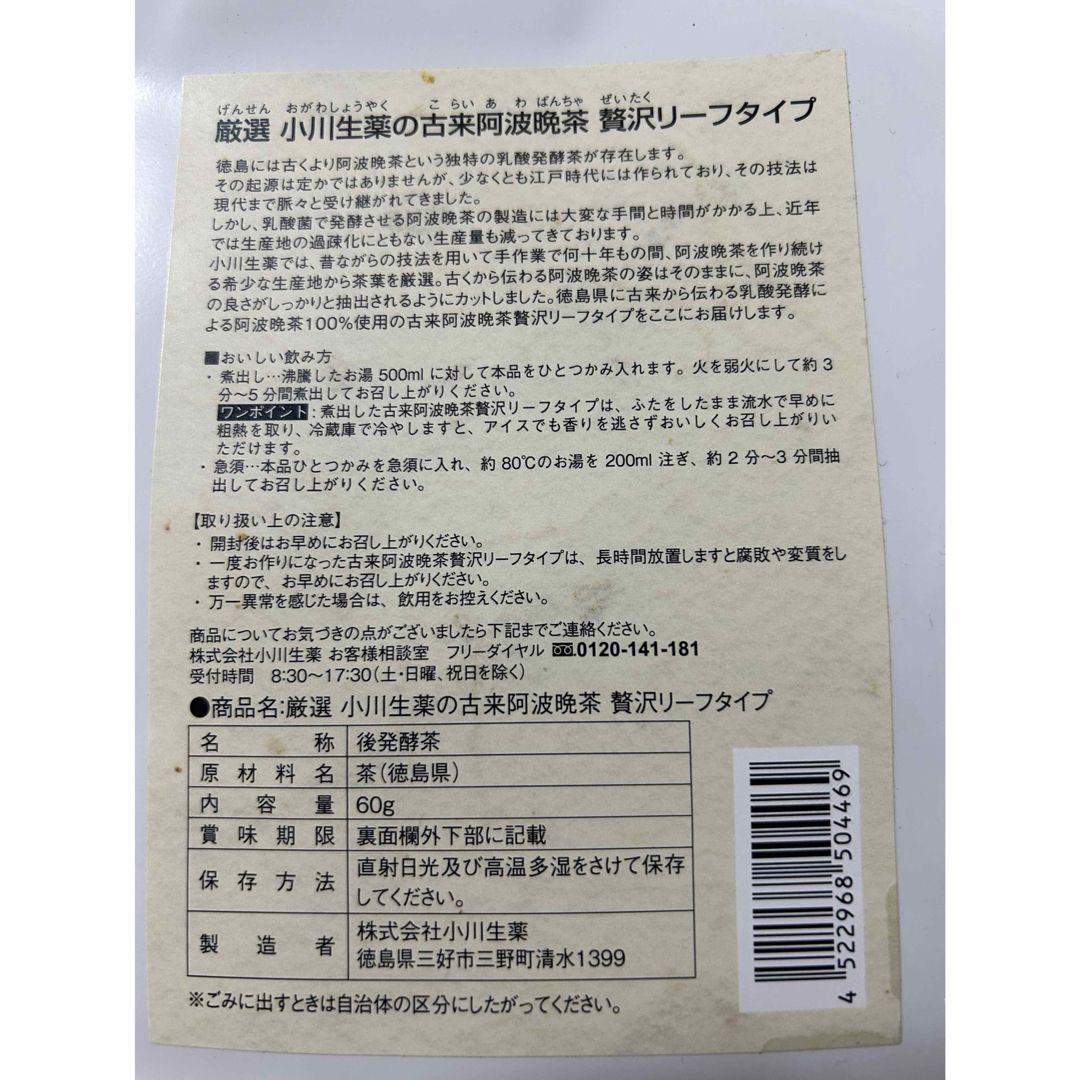 げんせん おがわしょうやく こらい あわ ばんちゃ ぜいたく
厳選 小川生薬の古来阿波晩茶 贅沢リーフタイプ
徳島には古くより阿波晩茶という独特の乳酸発酵茶が存在します。
その起源は定かではありませんが、少なくとも江戸時代には作られており、その技法は
現代まで脈々と受け継がれてきました。
しかし、乳酸菌で発酵させる阿波晩茶の製造には大変な手間と時間がかかる上、近年
では生産地の過疎化にともない生産量も減ってきております。
小川生薬では、昔ながらの技法を用いて手作業で何十年もの間、阿波晩茶を作り続け
る希少な生産地から茶葉を厳選。古くから伝わる阿波晩茶の姿はそのままに、阿波晩茶
の良さがしっかりと抽出されるようにカットしました。徳島県に古来から伝わる乳酸発酵に
よる阿波晩茶100%使用の古来阿波晩茶贅沢リーフタイプをここにお届けします。
■おいしい飲み方
・煮出し…沸騰したお湯 500ml に対して本品をひとつかみ入れます。火を弱火にして約 3
分～5 分間煮出してお召し上がりください。
ワンポイント:煮出した古来阿波晩茶贅沢リーフタイプは、ふたをしたまま流水で早めに
粗熱を取り、冷蔵庫で冷やしますと、アイスでも香りを逃さずおいしくお召し上がりい
ただけます。
・急須…本品ひとつかみを急須に入れ、約 80℃のお湯を 200ml 注ぎ、約 2 分～3 分間抽
出してお召し上がりください。
【取り扱い上の注意】
・開封後はお早めにお召し上がりください。
・一度お作りになった古来阿波晩茶贅沢リーフタイプは、長時間放置しますと腐敗や変質をし
ますので、お早めにお召し上がりください。
・万一異常を感じた場合は、飲用をお控えください。
商品についてお気づきの点がございましたら下記までご連絡ください。
株式会社小川生薬 お客様相談室 フリーダイヤル 0120-141-181
受付時間 8:30～17:30(土・日曜、祝日を除く)
●商品名:厳選 小川生薬の古来阿波晩茶 贅沢リーフタイプ
名称 後発酵茶
原材料名 茶(徳島県)
内容量 60g
賞味期限 裏面欄外下部に記載
保存方法 直射日光及び高温多湿をさけて保存
してください。
製造者 株式会社小川生薬
徳島県三好市三野町清水1399
※ごみに出すときは自治体の区分にしたがってください。
4 522968 504469